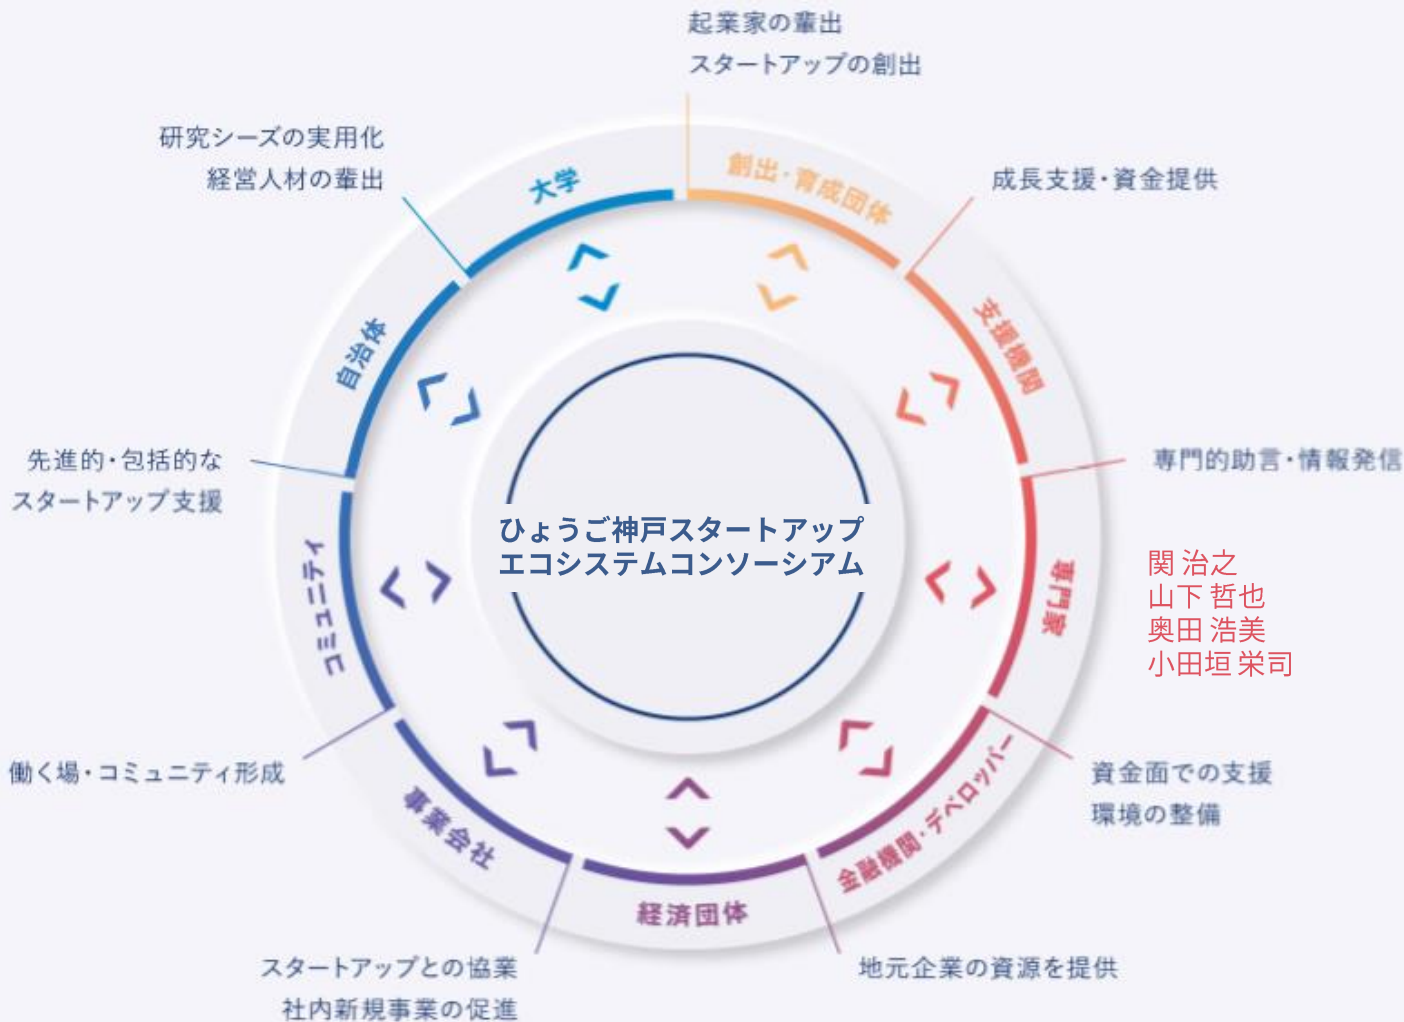 起業家の輩出
スタートアップの創出
研究シーズの実用化
経営人材の輩出
大学
創出・育成団体
成長支援・資金提供
自治体
支援機関
先進的・包括的な
スタートアップ支援
専門的助言・情報発信
ひょうご神戸スタートアップ
エコシステムコンソーシアム
コミュニティ
専門家
関 治之
山下 哲也
奥田 浩美
小田垣 栄司
働く場・コミュニティ形成
資金面での支援
環境の整備
事業会社
金融機関・デベロッパー
経済団体
スタートアップとの協業
社内新規事業の促進
地元企業の資源を提供